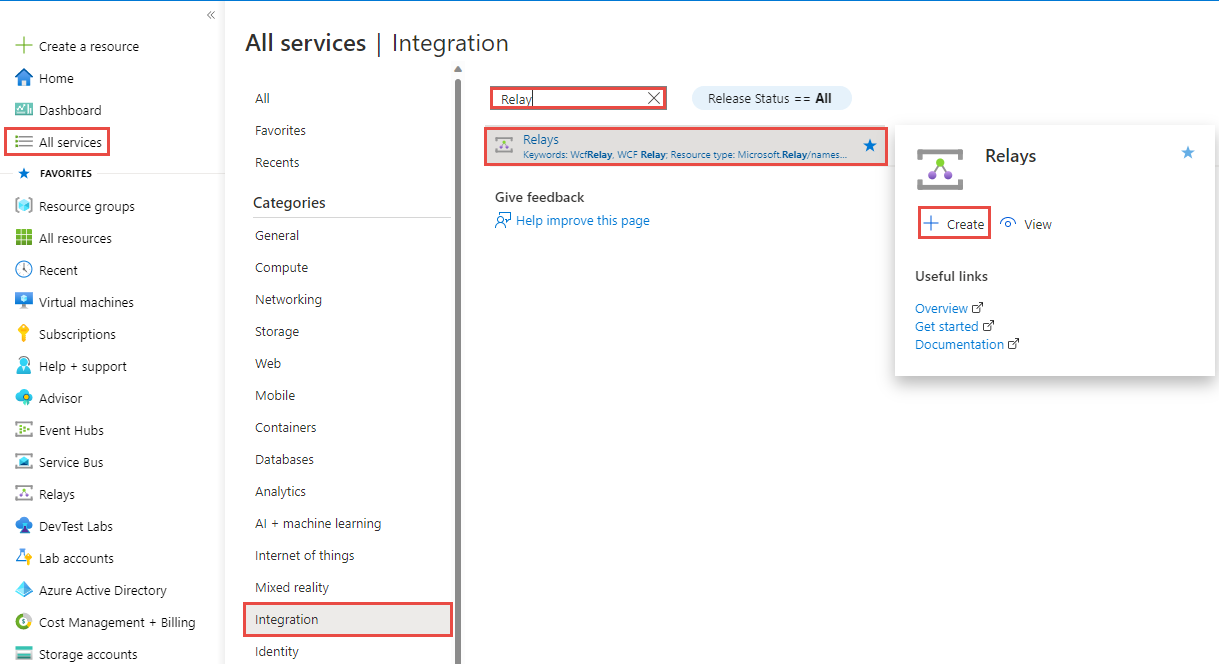 «
Create a resource
Home
Dashboard
All services
FAVORITES
Resource groups
All resources
Recent
Virtual machines
Subscriptions
Help + support
Advisor
Event Hubs
Service Bus
Relays
DevTest Labs
Lab accounts
Azure Active Directory
Cost Management + Billing
Storage accounts
All services | Integration
All
Favorites
Recents
Categories
General
Compute
Networking
Storage
Web
Mobile
Containers
Databases
Analytics
AI + machine learning
Internet of things
Mixed reality
Integration
Identity
Relay
Release Status == All
Relays
Keywords: WcfRelay, WCF Relay; Resource type: Microsoft.Relay/names...
Give feedback
Help improve this page
Relays
Create View
Useful links
Overview
Get started
Documentation